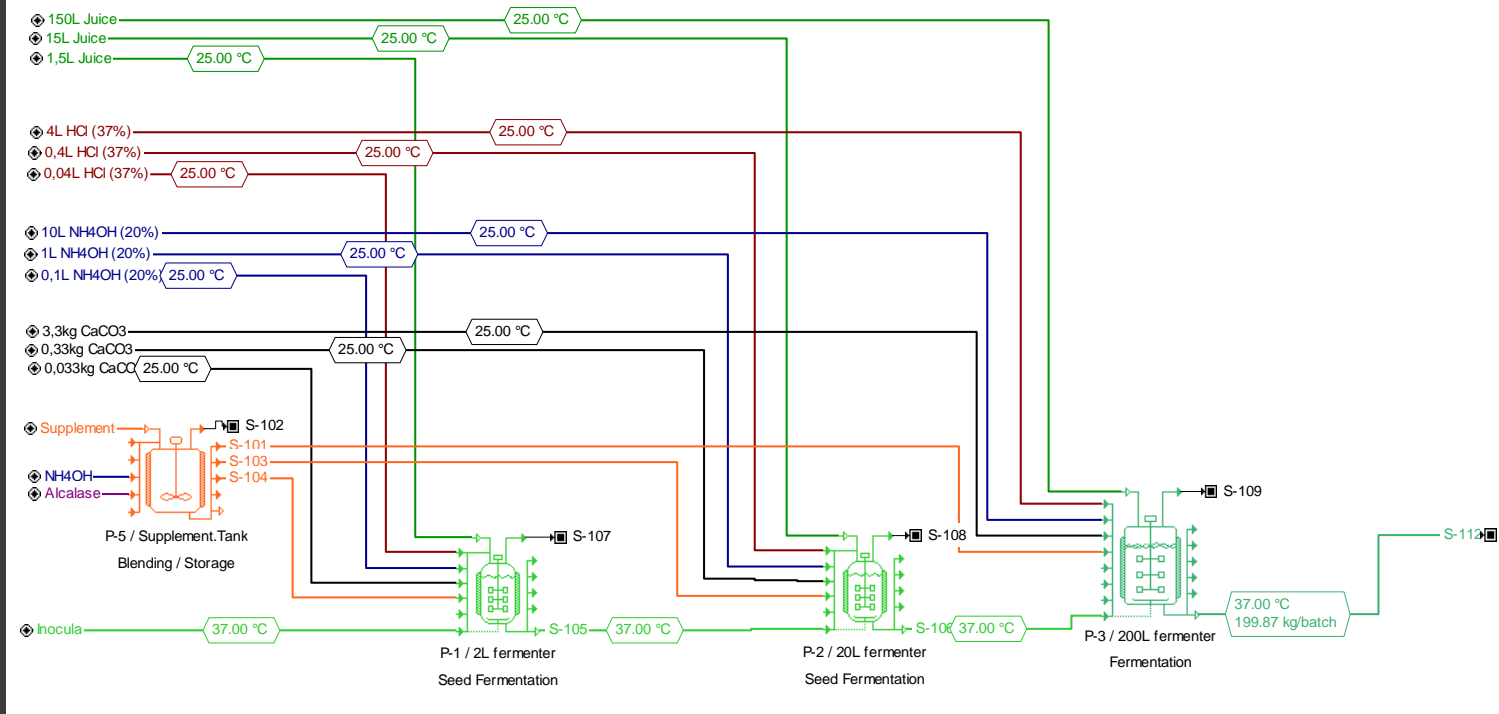 150L Juice
25.00 °C
15L Juice
25.00 °C
1,5L Juice
25.00 °C
4L HCl (37%)
25.00 °C
0,4L HCl (37%)
25.00 °C
0,04L HCl (37%)
25.00 °C
10L NH4OH (20%)
25.00 °C
1L NH4OH (20%)
25.00 °C
0,1L NH4OH (20%)
25.00 °C
3,3kg CaCO3
25.00 °C
0,33kg CaCO3
25.00 °C
0,033kg CaCO
25.00 °C
Supplement
S-102
S-101
S-103
S-104
NH4OH
Alcalase
P-5 / Supplement.Tank
Blending / Storage
S-107
S-108
S-109
S-112
Inocula
37.00 °C
S-105
37.00 °C
S-106
37.00 °C
37.00 °C
199.87 kg/batch
P-1 / 2L fermenter
Seed Fermentation
P-2 / 20L fermenter
Seed Fermentation
P-3 / 200L fermenter
Fermentation